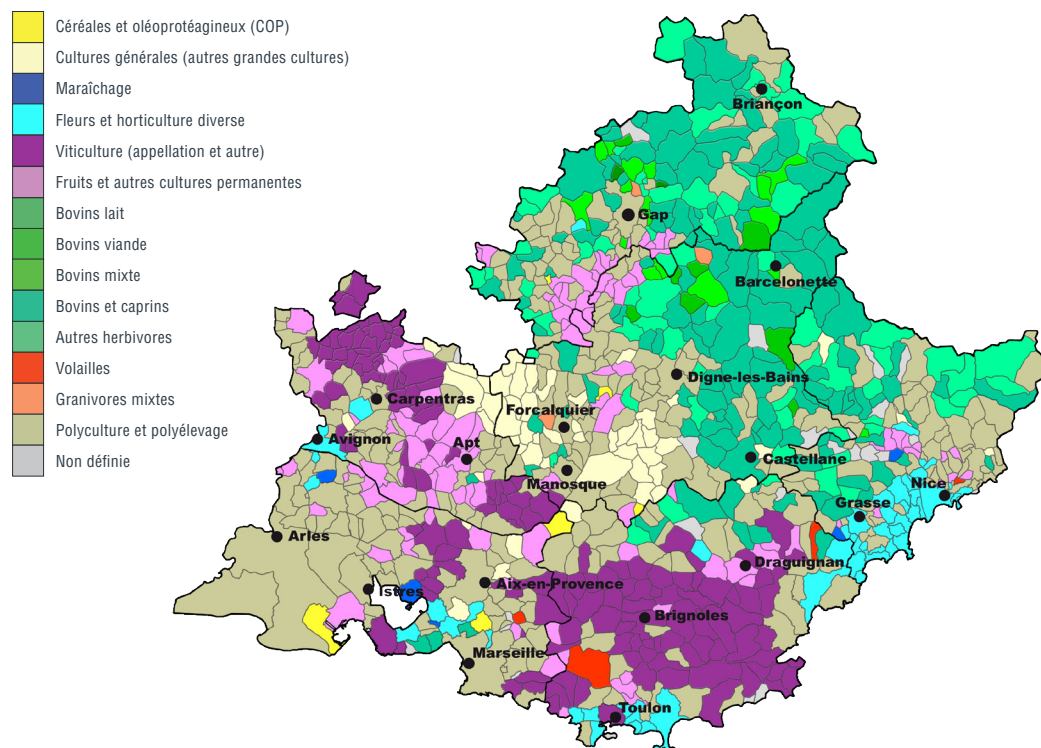 Céréales et oléoprotéagineux (COP)
Cultures générales (autres grandes cultures)
Maraîchage
Fleurs et horticulture diverse
Viticulture (appellation et autre)
Fruits et autres cultures permanentes
Bovins lait
Bovins viande
Bovins mixte
Bovins et caprins
Autres herbivores
Volailles
Granivores mixtes
Polyculture et polyélevage
Non définie
Briançon
Gap
Barcelonette
Digne-les-Bains
Carpentras
Forcalquier
Avignon
Apt
Castellane
Manosque
Nice
Grasse
Arles
Draguignan
Aix-en-Provence
Istres
Brignoles
Marseille
Toulon